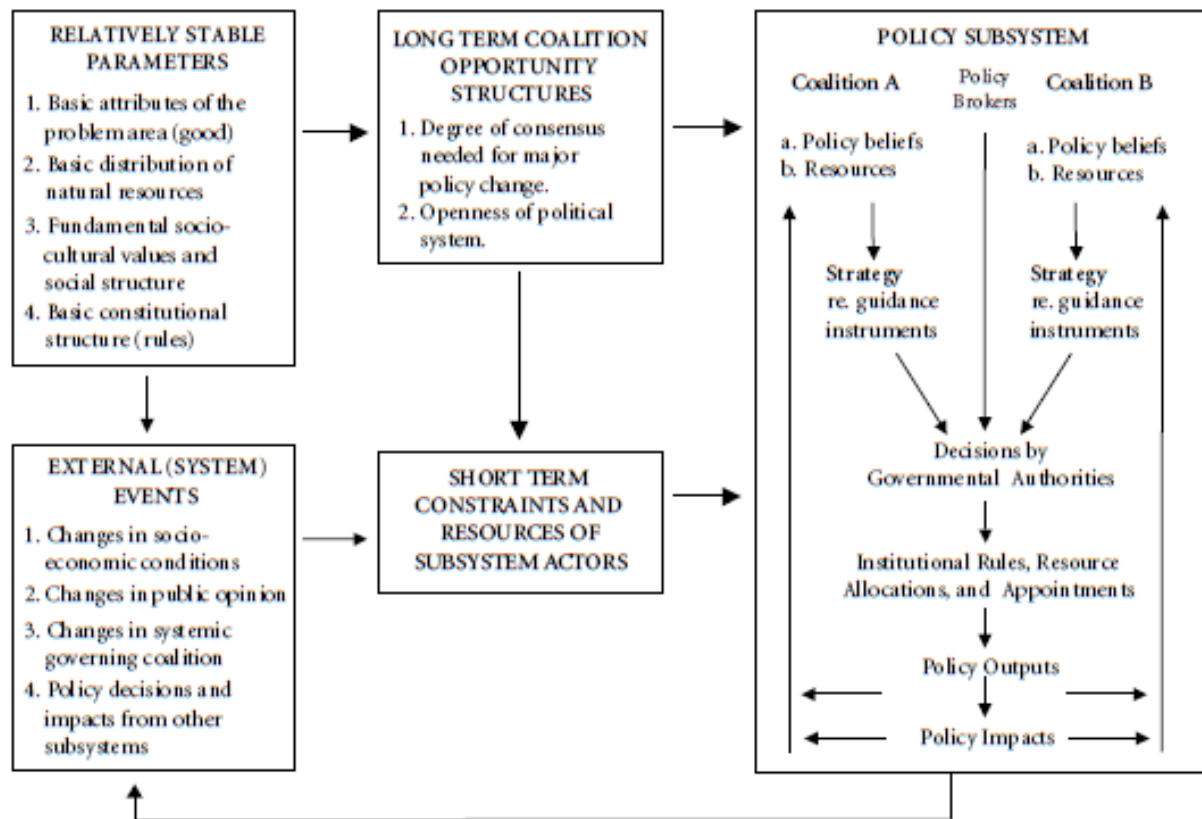 RELATIVELY STABLE
PARAMETERS
1. Basic attributes of the
problem area (good)
2. Basic distribution of
natural resources
3. Fundamental socio-
cultural values and
social structure
4. Basic constitutional
structure (rules)
LONG TERM COALITION
OPPORTUNITY
STRUCTURES
1. Degree of consensus
needed for major
policy change.
2. Openness of political
system.
EXTERNAL (SYSTEM)
EVENTS
1. Changes in socio-
economic conditions
2. Changes in public opinion
3. Changes in systemic
governing coalition
4. Policy decisions and
impacts from other
subsystems
SHORT TERM
CONSTRAINTS AND
RESOURCES OF
SUBSYSTEM ACTORS
POLICY SUBSYSTEM
Coalition A
Policy
Brokers
Coalition B
a. Policy beliefs
b. Resources
a. Policy beliefs
b. Resources
Strategy
re. guidance
instruments
Strategy
re. guidance
instruments
Decisions by
Governmental Authorities
Institutional Rules, Resource
Allocations, and Appointments
Policy Outputs
Policy Impacts